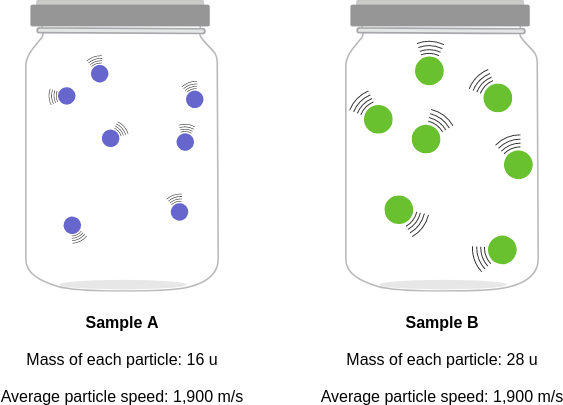 Sample A
Mass of each particle: 16 u
Average particle speed: 1,900 m/s
Sample B
Mass of each particle: 28 u
Average particle speed: 1,900 m/s